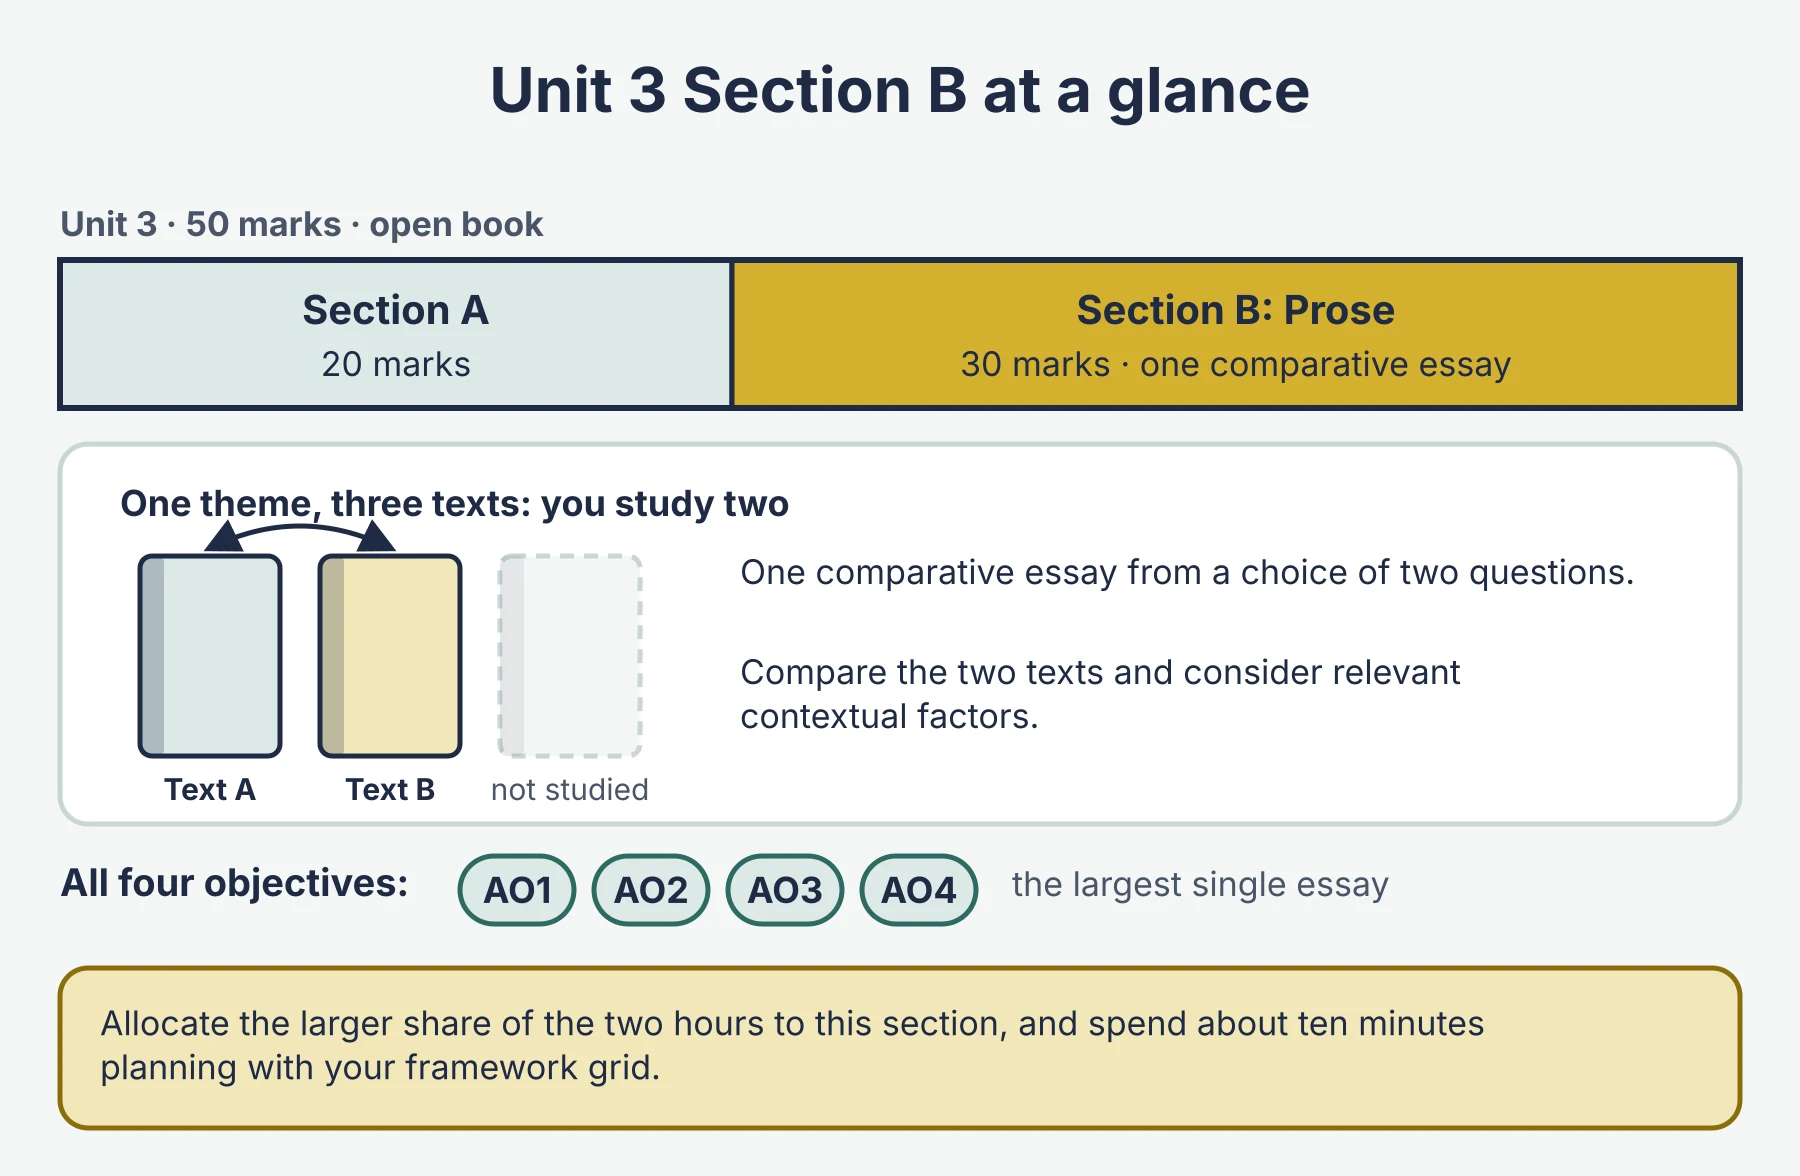 Unit 3 Section B at a glance
Unit 3 · 50 marks · open book
Section A
20 marks
Section B: Prose
30 marks · one comparative essay
One theme, three texts: you study two
One comparative essay from a choice of two questions.
Compare the two texts and consider relevant
contextual factors.
Text A
Text B
not studied
All four objectives:
AO1
AO2
AO3
AO4
the largest single essay
Allocate the larger share of the two hours to this section, and spend about ten minutes
planning with your framework grid.